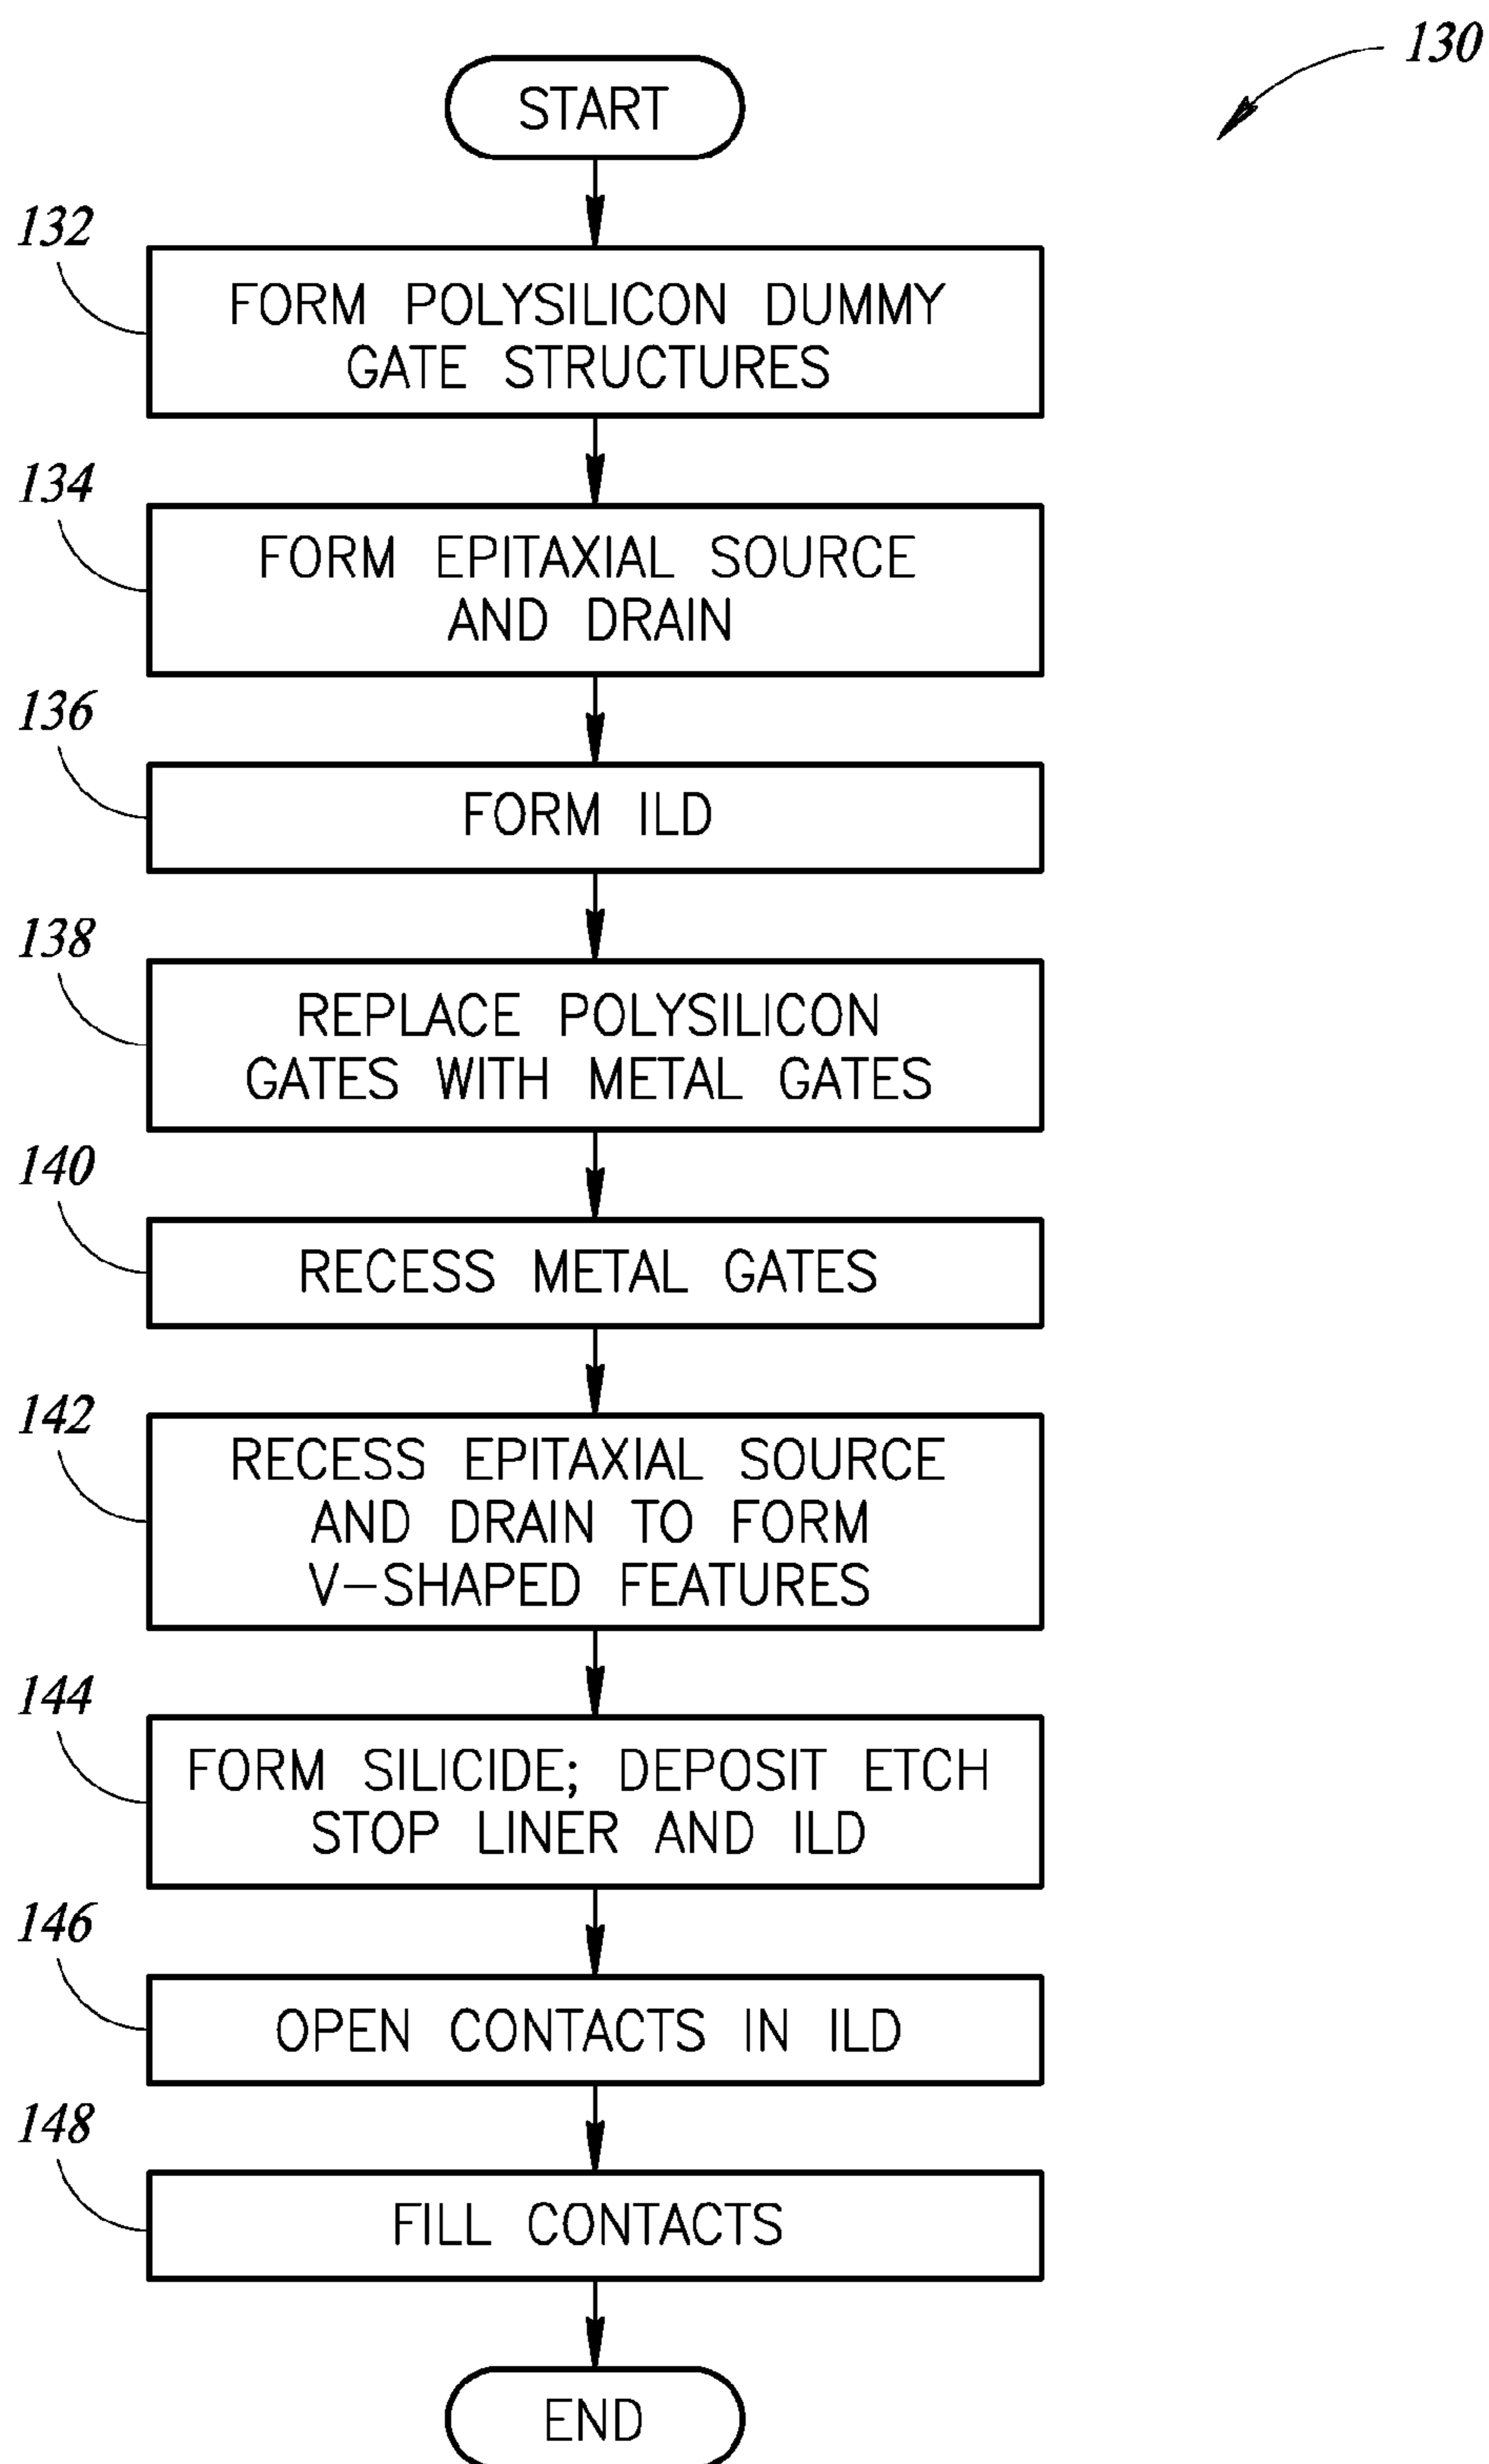 130
START
132
FORM POLYSILICON DUMMY
GATE STRUCTURES
134
FORM EPITAXIAL SOURCE
AND DRAIN
136
FORM ILD
138
REPLACE POLYSILICON
GATES WITH METAL GATES
140
RECESS METAL GATES
142
RECESS EPITAXIAL SOURCE
AND DRAIN TO FORM
V-SHAPED FEATURES
144
FORM SILICIDE; DEPOSIT ETCH
STOP LINER AND ILD
146
OPEN CONTACTS IN ILD
148
FILL CONTACTS
END